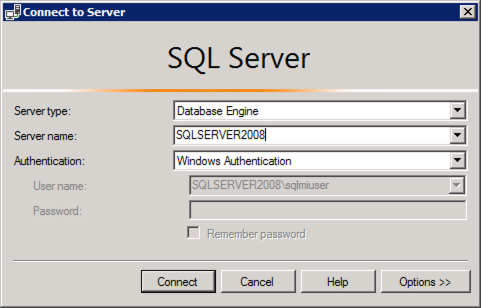 Connect to Server
SQL Server
Server type: Database Engine
Server name: SQLSERVER2008
Authentication: Windows Authentication
User name: SQLSERVER2008\sqlmiuser
Password:
Remember password
Connect Cancel Help Options >>